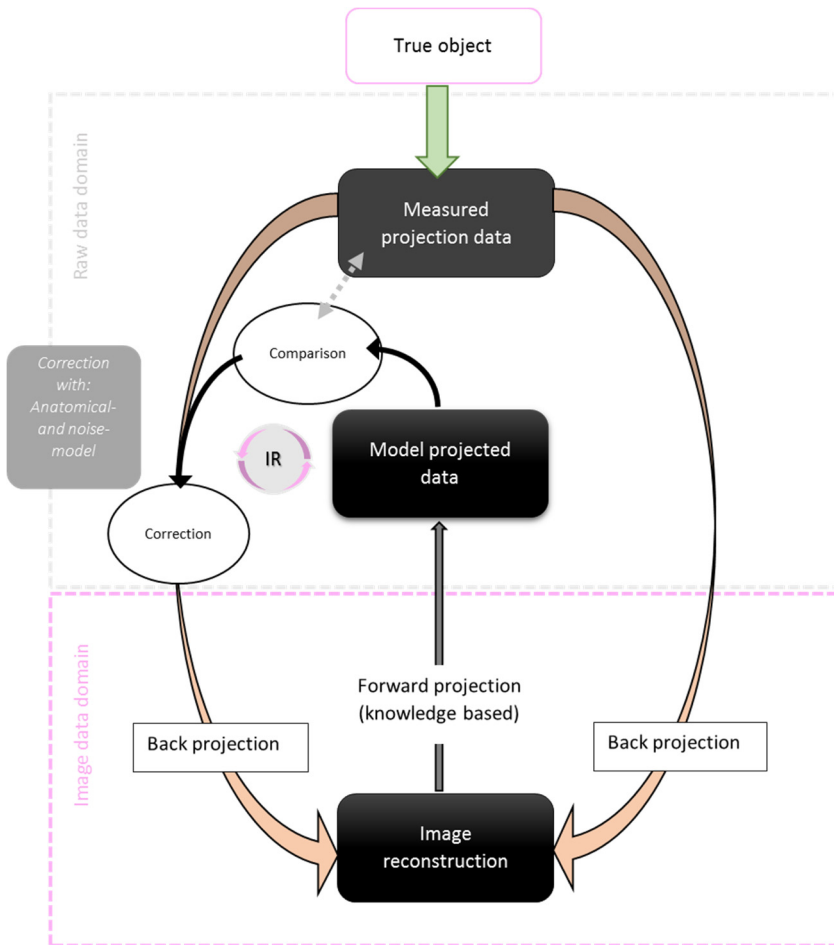 True object
Raw data domain
Measured
projection data
Comparison
Correction
with:
Anatomical-
and noise-
model
IR
Model projected
data
Correction
Forward projection
(knowledge based)
Back projection
Back projection
Image data domain
Image
reconstruction